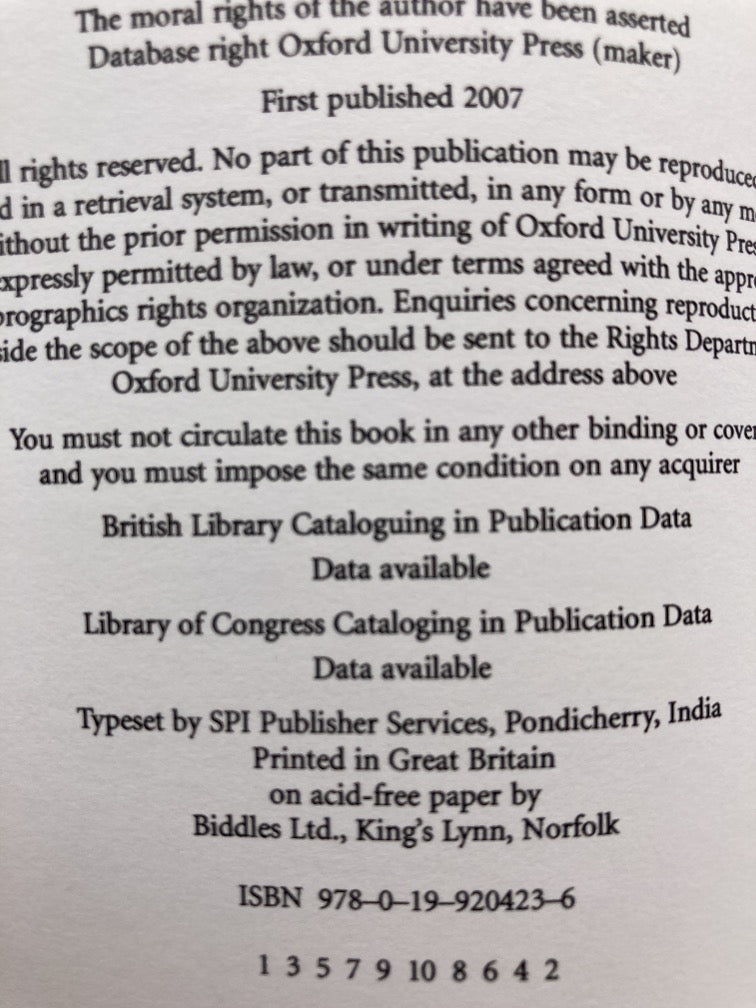 The moral rights of the author have been asserted
Database right Oxford University Press (maker)
First published 2007
ll rights reserved. No part of this publication may be reproduced
d in a retrieval system, or transmitted, in any form or by any m
ithout the prior permission in writing of Oxford University Pres
xpressly permitted by law, or under terms agreed with the appro
rographics rights organization. Enquiries concerning reproduct
ide the scope of the above should be sent to the Rights Departm
Oxford University Press, at the address above
You must not circulate this book in any other binding or cover
and you must impose the same condition on any acquirer
British Library Cataloguing in Publication Data
Data available
Library of Congress Cataloging in Publication Data
Data available
Typeset by SPI Publisher Services, Pondicherry, India
Printed in Great Britain
on acid-free paper by
Biddles Ltd., King's Lynn, Norfolk
ISBN 978–0–19–920423–6
1 3 5 7 9 10 8 6 4 2